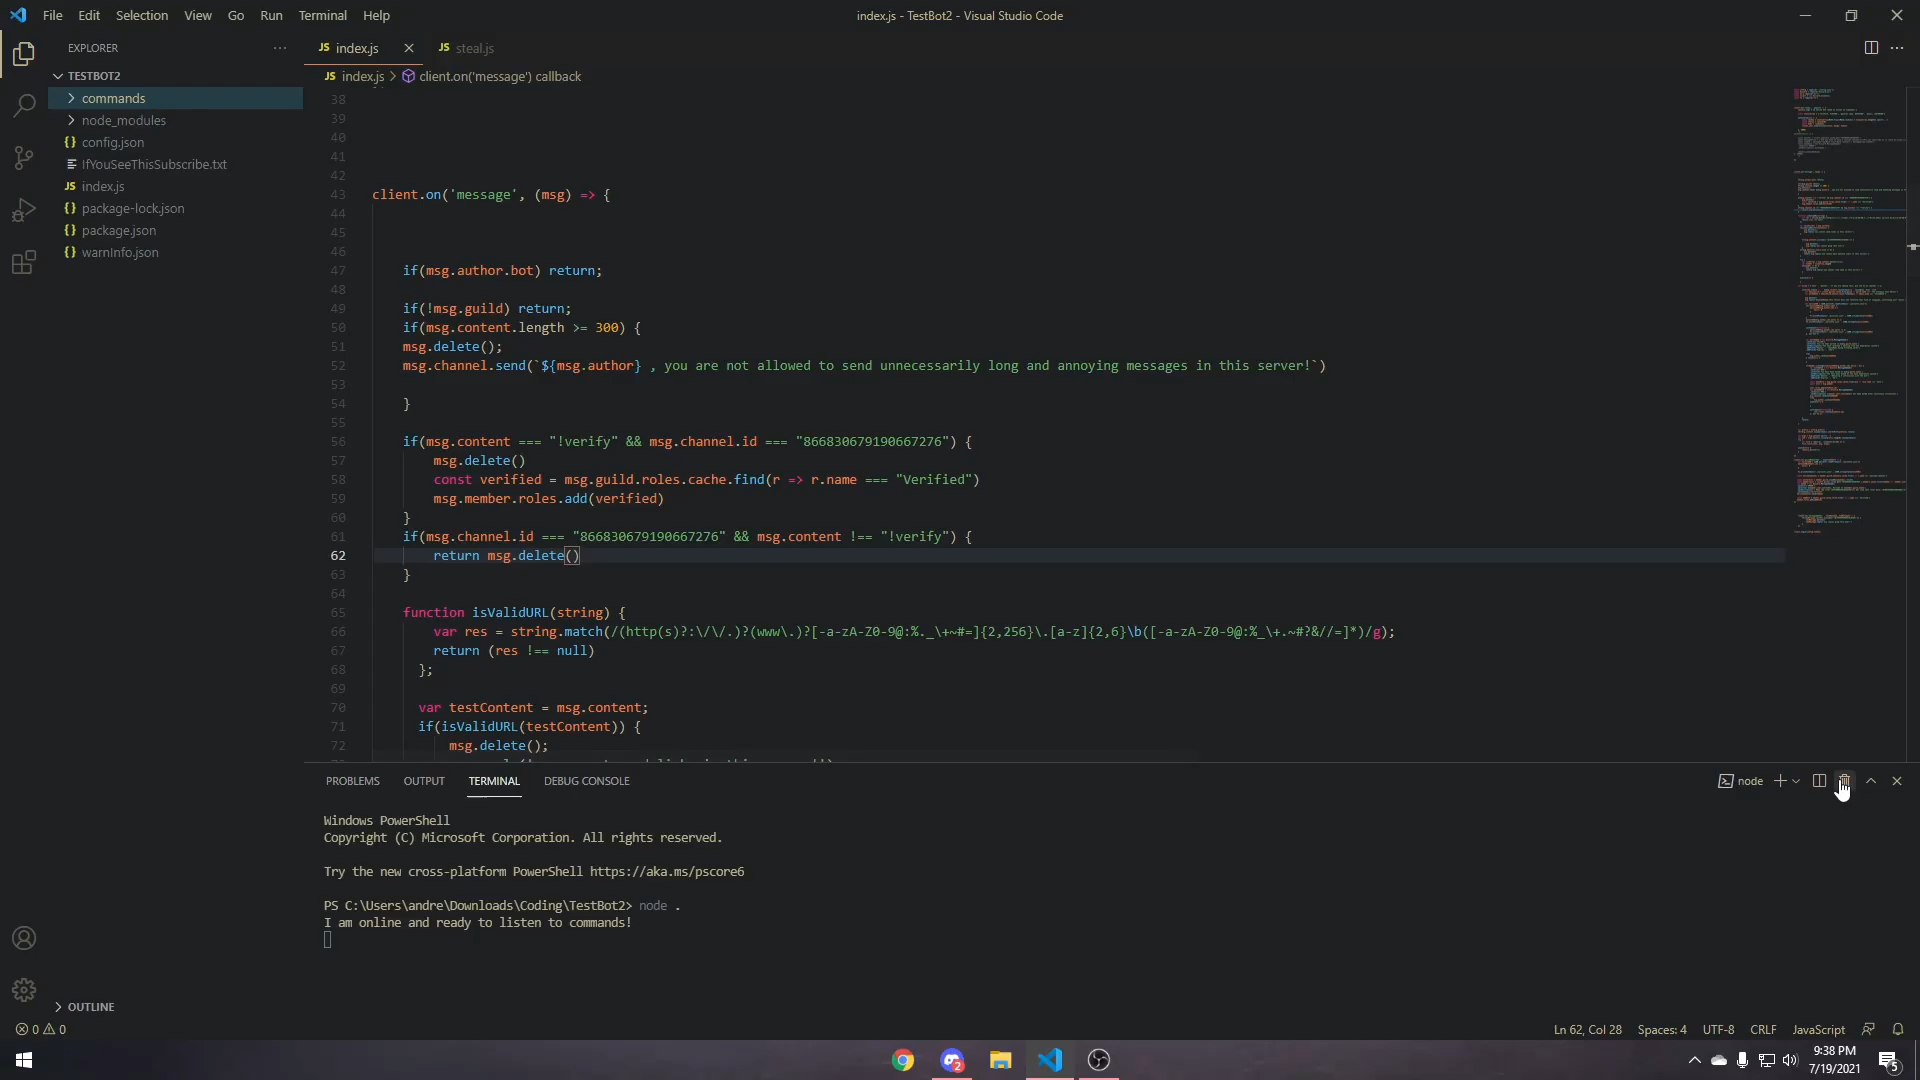 File Edit Selection View Go Run Terminal Help
index.js - TestBot2 - Visual Studio Code
EXPLORER
TESTBOT2
commands
node_modules
config.json
IfYouSeeThisSubscribe.txt
index.js
package-lock.json
package.json
warnInfo.json
OUTLINE
JS index.js
JS steal.js
JS index.js > client.on('message') callback
38
39
40
41
42
43 client.on('message', (msg) => {
44
45
46
47 if(msg.author.bot) return;
48
49 if(!msg.guild) return;
50 if(msg.content.length >= 300) {
51 msg.delete();
52 msg.channel.send(`${msg.author} , you are not allowed to send unnecessarily long and annoying messages in this server!`)
53
54 }
55
56 if(msg.content === "!verify" && msg.channel.id === "866830679190667276") {
57 msg.delete()
58 const verified = msg.guild.roles.cache.find(r => r.name === "Verified")
59 msg.member.roles.add(verified)
60 }
61 if(msg.channel.id === "866830679190667276" && msg.content !== "!verify") {
62 return msg.delete()
63 }
64
65 function isValidURL(string) {
66 var res = string.match(/(http(s)?:\/\/.)?(www\.)?[-a-zA-Z0-9@:%._\+~#=]{2,256}\.[a-z]{2,6}\b([-a-zA-Z0-9@:%_\+.~#?&//=]*)/g);
67 return (res !== null)
68 };
69
70 var testContent = msg.content;
71 if(isValidURL(testContent)) {
72 msg.delete();
PROBLEMS OUTPUT TERMINAL DEBUG CONSOLE
node
Windows PowerShell
Copyright (C) Microsoft Corporation. All rights reserved.
Try the new cross-platform PowerShell https://aka.ms/pscore6
PS C:\Users\andre\Downloads\Coding\TestBot2> node .
I am online and ready to listen to commands!
0 0
Ln 62, Col 28 Spaces: 4 UTF-8 CRLF JavaScript
2
9:38 PM
7/19/2021
5